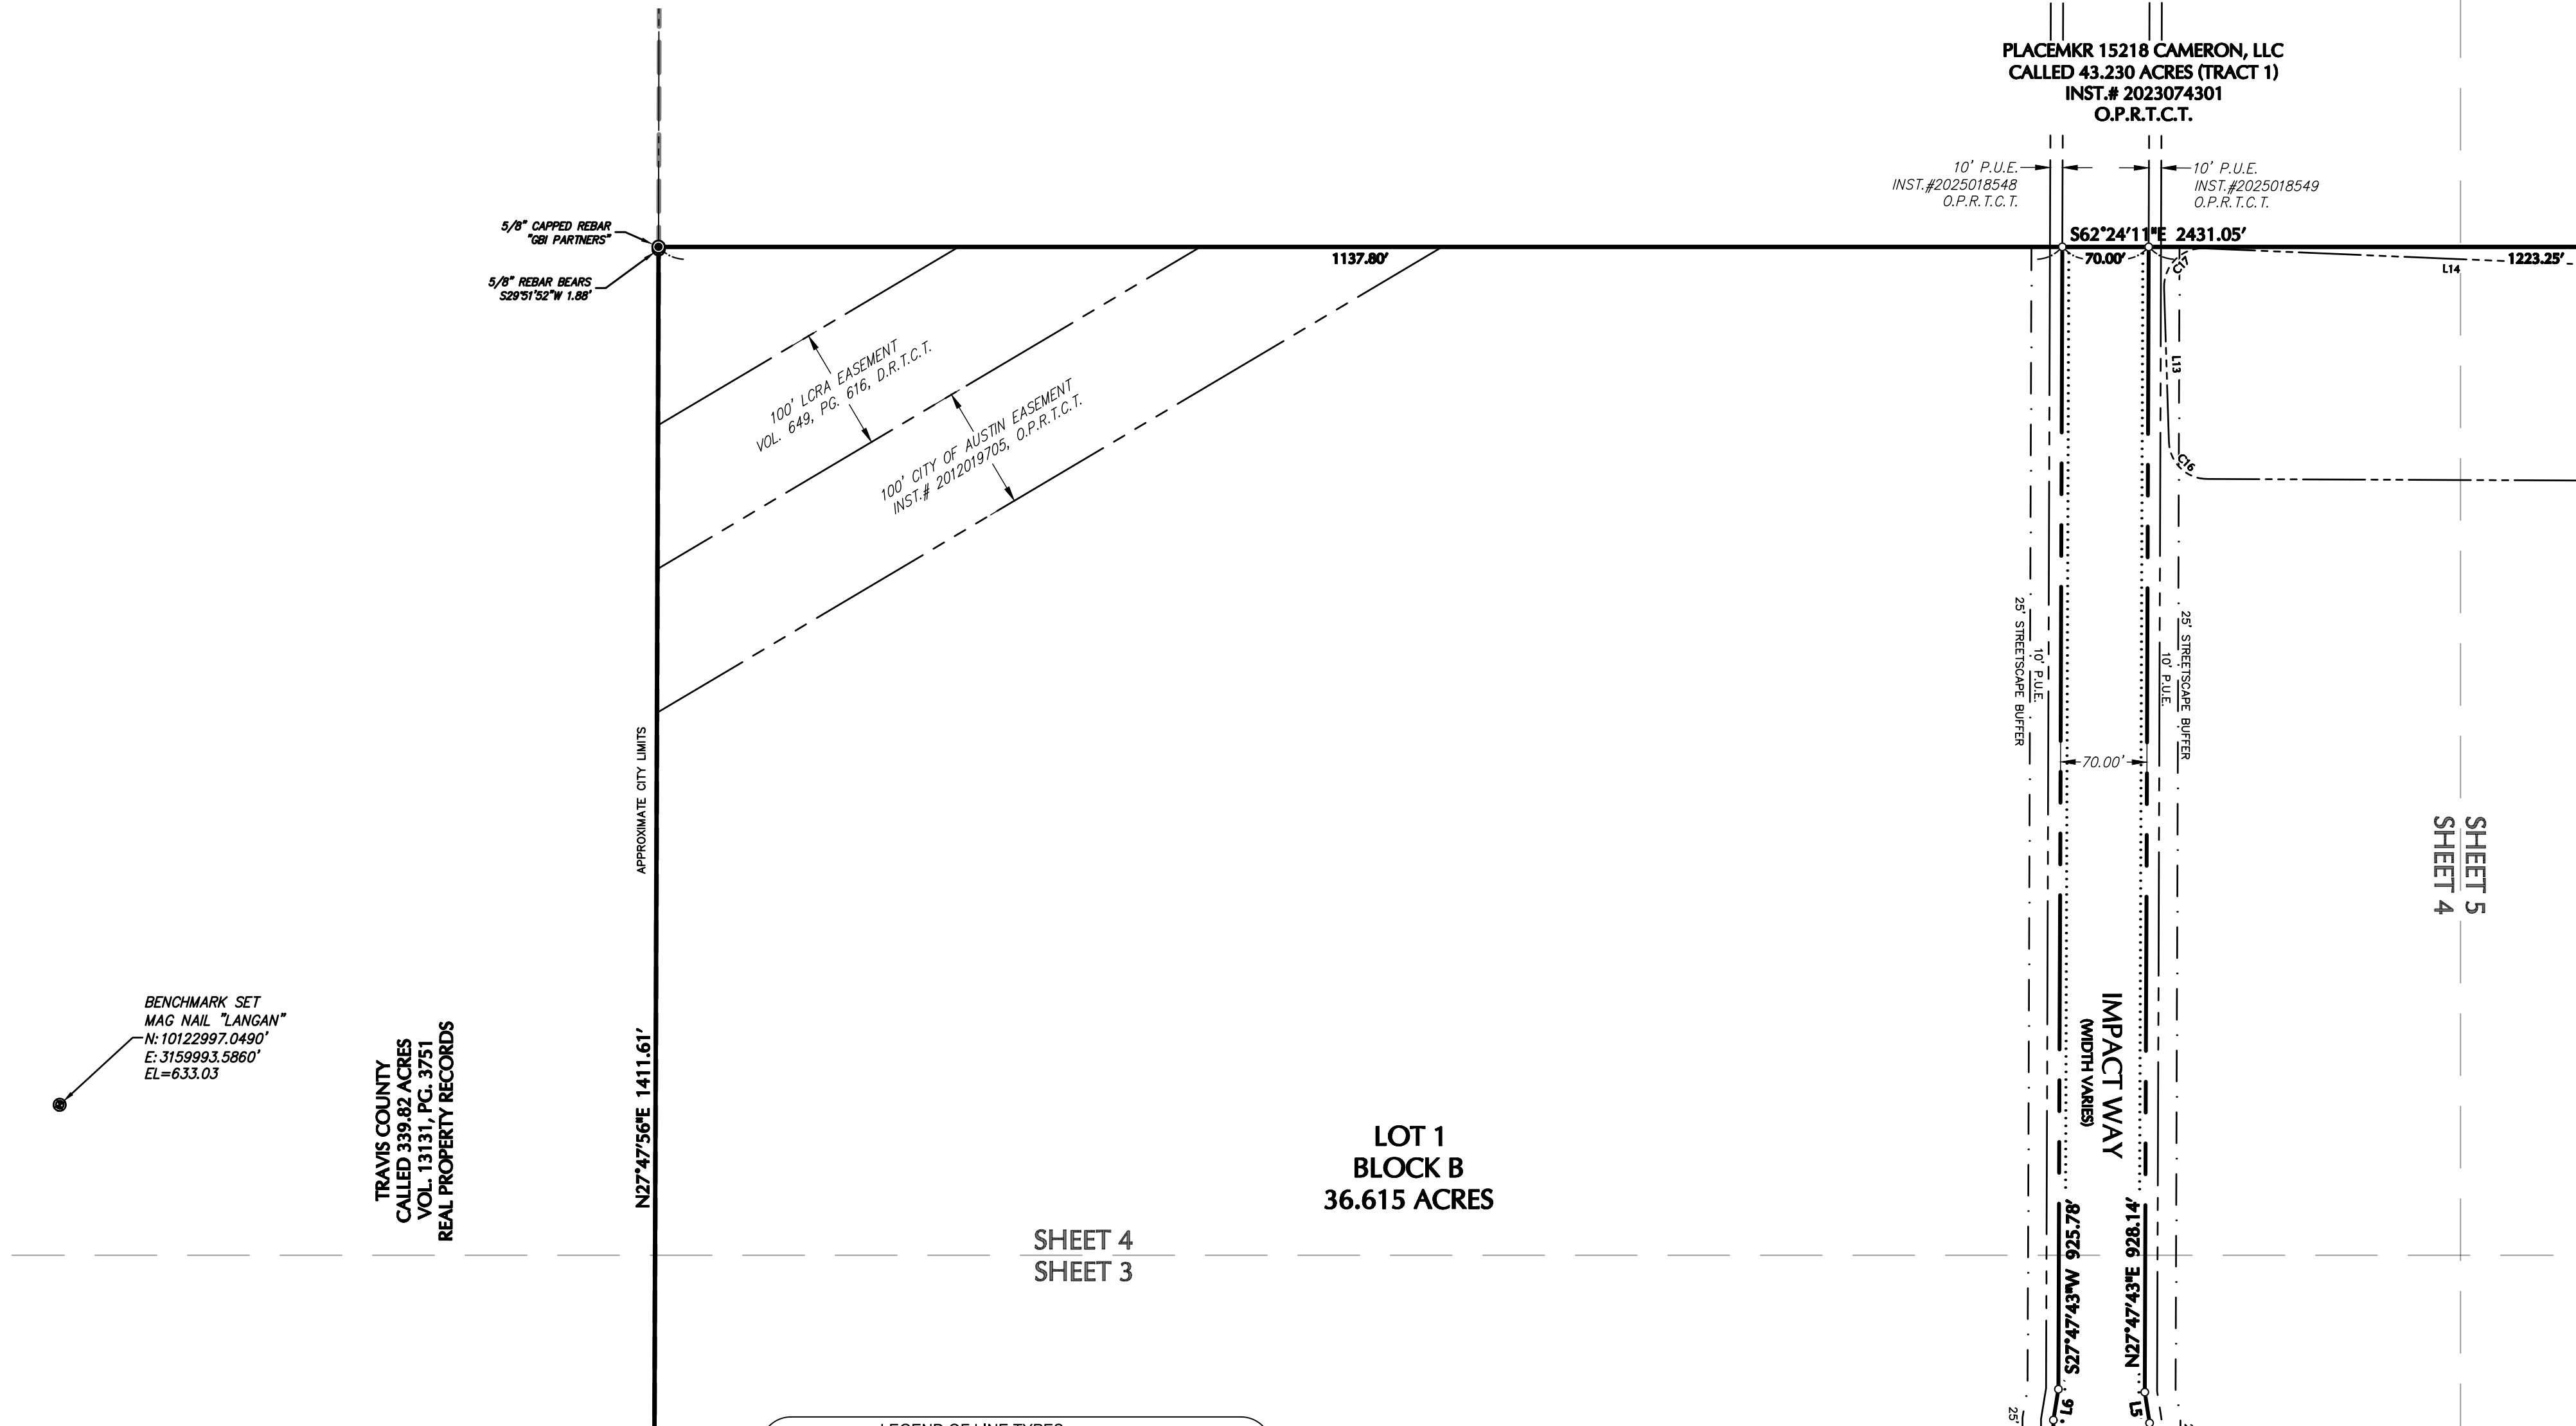 PLACEMKR 15218 CAMERON, LLC
CALLED 43.230 ACRES (TRACT 1)
INST.# 2023074301
O.P.R.T.C.T.
10' P.U.E.
INST.#2025018548
O.P.R.T.C.T.
10' P.U.E.
INST.#2025018549
O.P.R.T.C.T.
5/8" CAPPED REBAR
"GBI PARTNERS"
5/8" REBAR BEARS
S29°51'52"W 1.88'
S62°24'11"E 2431.05'
1137.80'
70.00'
L14
1223.25'
100' LCRA EASEMENT
VOL. 649, PG. 616, D.R.T.C.T.
100' CITY OF AUSTIN EASEMENT
INST.# 2012019705, O.P.R.T.C.T.
L13
C16
25' STREETSCAPE BUFFER
10' P.U.E.
10' P.U.E.
25' STREETSCAPE BUFFER
70.00'
APPROXIMATE CITY LIMITS
SHEET 5
SHEET 4
BENCHMARK SET
MAG NAIL "LANGAN"
N: 10122997.0490'
E: 3159993.5860'
EL=633.03
TRAVIS COUNTY
CALLED 339.82 ACRES
VOL. 13131, PG. 3751
REAL PROPERTY RECORDS
N27°47'56"E 1411.61'
IMPACT WAY
(WIDTH VARIES)
LOT 1
BLOCK B
36.615 ACRES
SHEET 4
SHEET 3
S27°47'43"W 925.78'
N27°47'43"E 928.14'
L6
L5
25'
LEGEND OF LINE TYPES